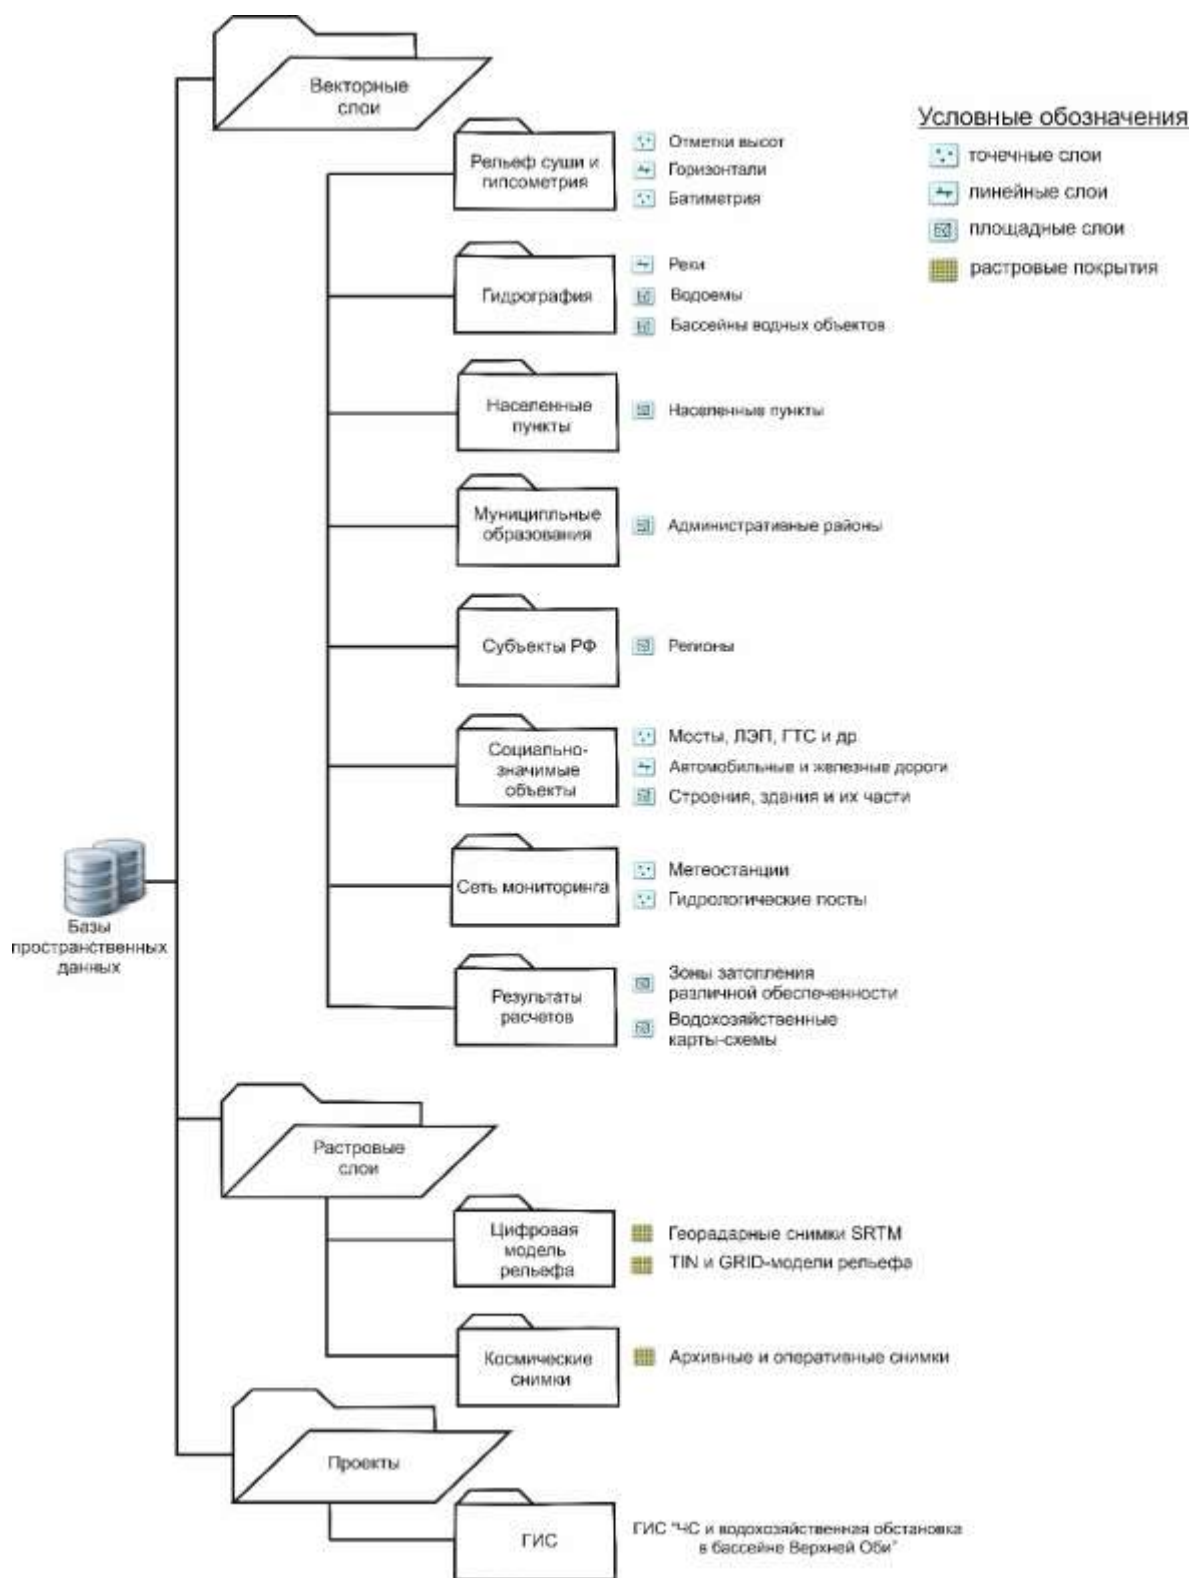 Векторные
слои
Условные обозначения
точечные слои
линейные слои
площадные слои
растровые покрытия
Рельеф суши и
гипсометрия
Отметки высот
Горизонтали
Батиметрия
Гидрография
Реки
Водоемы
Бассейны водных объектов
Населенные
пункты
Населенные пункты
Муниципльные
образования
Административные районы
Субъекты РФ
Регионы
Социально-
значимые
объекты
Мосты, ЛЭП, ГТС и др
Автомобильные и железные дороги
Строения, здания и их части
Сеть мониторинга
Метеостанции
Гидрологические посты
Базы
пространственных
данных
Результаты
расчетов
Зоны затопления
различной обеспеченности
Водохозяйственные
карты-схемы
Растровые
слои
Цифровая
модель
рельефа
Георадарные снимки SRTM
TIN и GRID-модели рельефа
Космические
снимки
Архивные и оперативные снимки
Проекты
ГИС
ГИС "ЧС и водохозяйственная обстановка
в бассейне Верхней Оби"